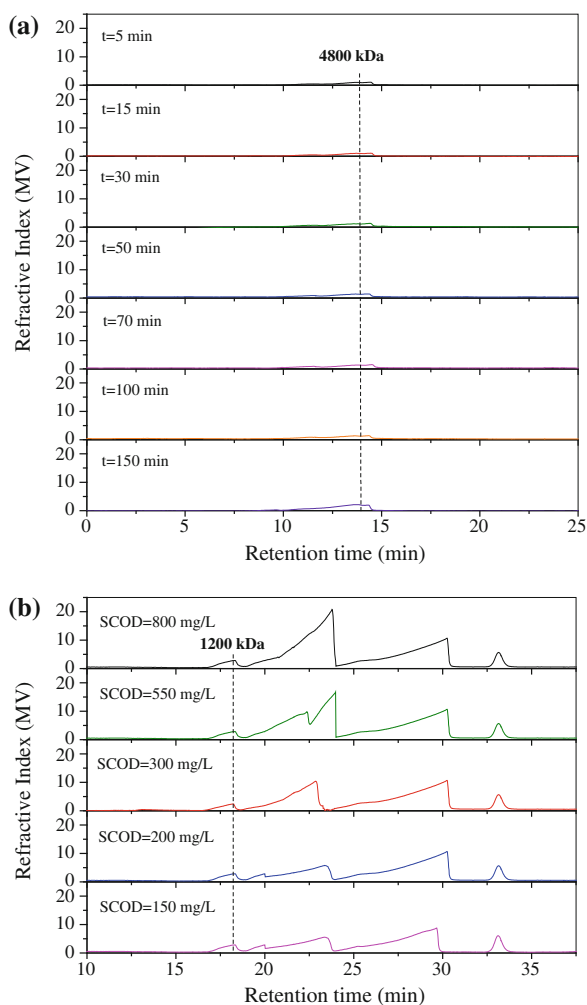 (a)
t=5 min
4800 kDa
t=15 min
t=30 min
t=50 min
t=70 min
t=100 min
t=150 min
20
10
0
20
10
0
20
10
0
20
10
0
20
10
0
20
10
0
20
10
0
Refractive Index (MV)
0 5 10 15 20 25
Retention time (min)
(b)
SCOD=800 mg/L
1200 kDa
SCOD=550 mg/L
SCOD=300 mg/L
SCOD=200 mg/L
SCOD=150 mg/L
20
10
0
20
10
0
20
10
0
20
10
0
20
10
0
Refractive Index (MV)
10 15 20 25 30 35
Retention time (min)